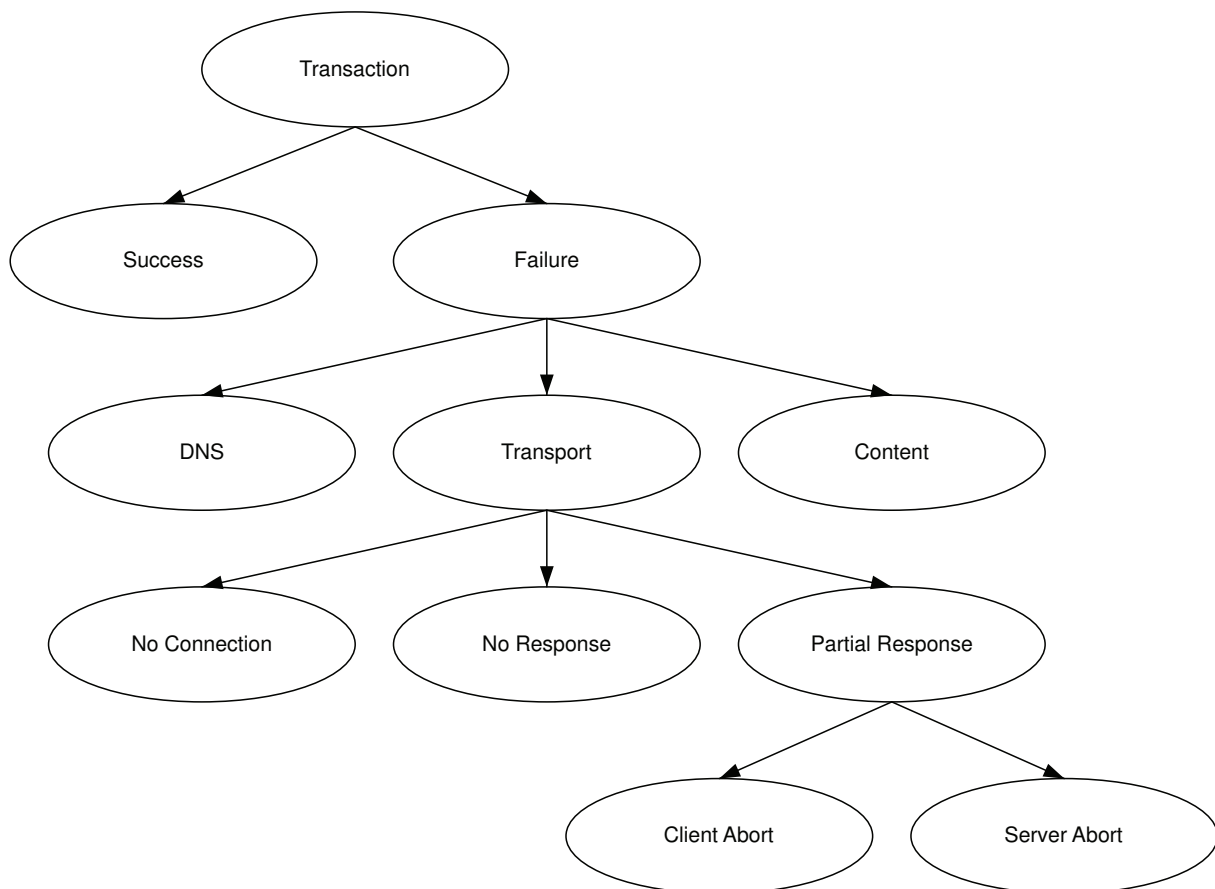 Transaction
Success
Failure
DNS
Transport
Content
No Connection
No Response
Partial Response
Client Abort
Server Abort